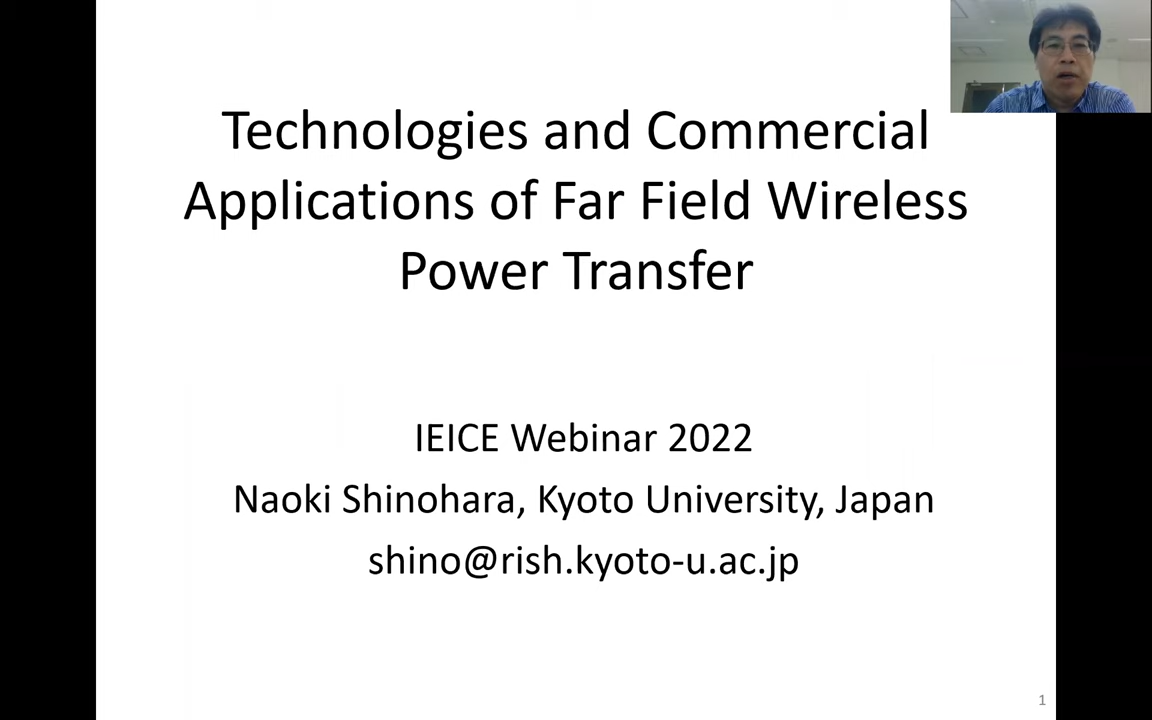 Technologies and Commercial
Applications of Far Field Wireless
Power Transfer
IEICE Webinar 2022
Naoki Shinohara, Kyoto University, Japan
shino@rish.kyoto-u.ac.jp
1